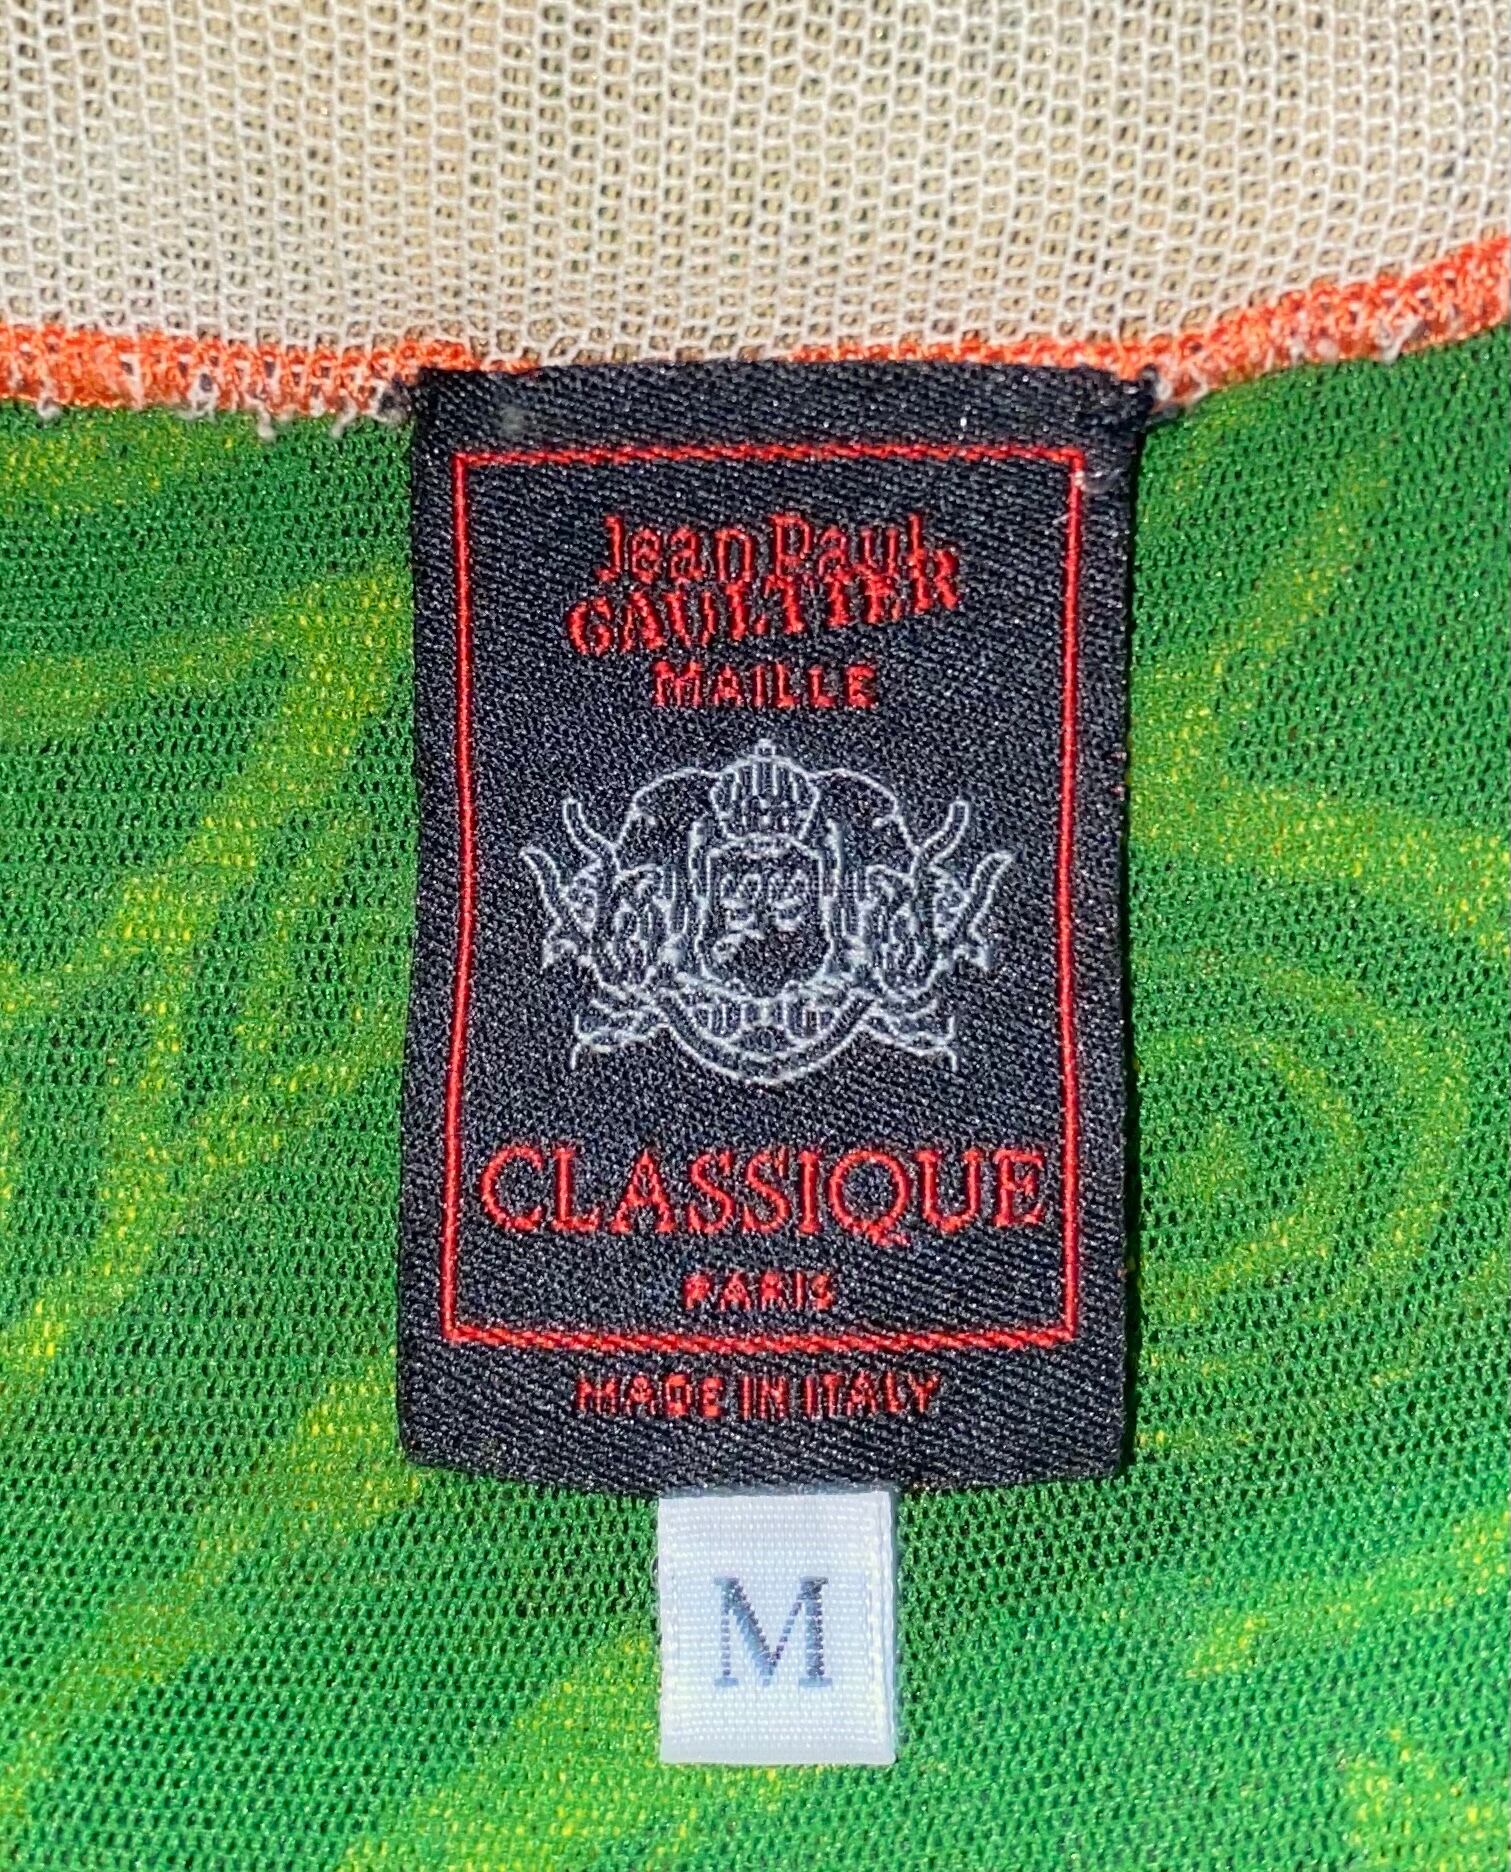 Jean Paul
GAULTIER
MAILLE
CLASSIQUE
PARIS
MADE IN ITALY
M